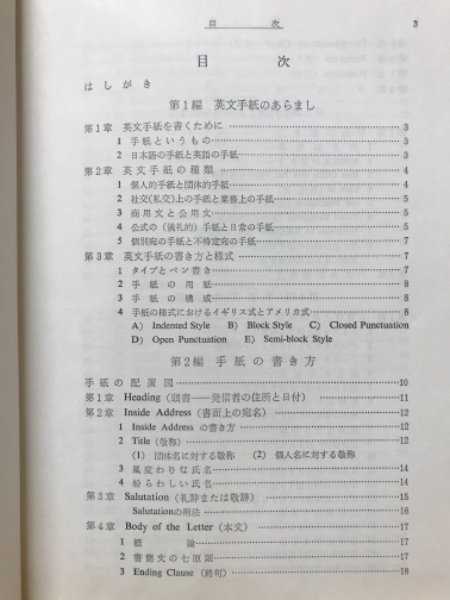 目 次 3
目 次
はしがき
第1編 英文手紙のあらまし
第1章 英文手紙を書くために 3
1 手紙というもの 3
2 日本語の手紙と英語の手紙 3
第2章 英文手紙の種類 4
1 個人的手紙と団体的手紙 4
2 社交(私交)上の手紙と業務上の手紙 5
3 商用文と公用文 5
4 公式の(儀礼的)手紙と日常の手紙 5
5 個別宛の手紙と不特定宛の手紙 7
第3章 英文手紙の書き方と様式 7
1 タイプとペン書き 7
2 手紙の用紙 8
3 手紙の構成 8
4 手紙の様式におけるイギリス式とアメリカ式 8
A) Indented Style B) Block Style C) Closed Punctuation
D) Open Punctuation E) Semi-block Style
第2編 手紙の書き方
手紙の配置図 10
第1章 Heading (頭書——発信者の住所と日付) 11
第2章 Inside Address (書面上の宛名) 12
1 Inside Address の書き方 12
2 Title (敬称) 12
(1) 団体名に対する敬称 (2) 個人名に対する敬称
3 風変わりな氏名 14
4 紛らわしい氏名 14
第3章 Salutation (礼辞または敬辞) 15
Salutationの用法 16
第4章 Body of the Letter (本文) 17
1 概論 17
2 書簡文の七原則 17
3 Ending Clause (終句) 18